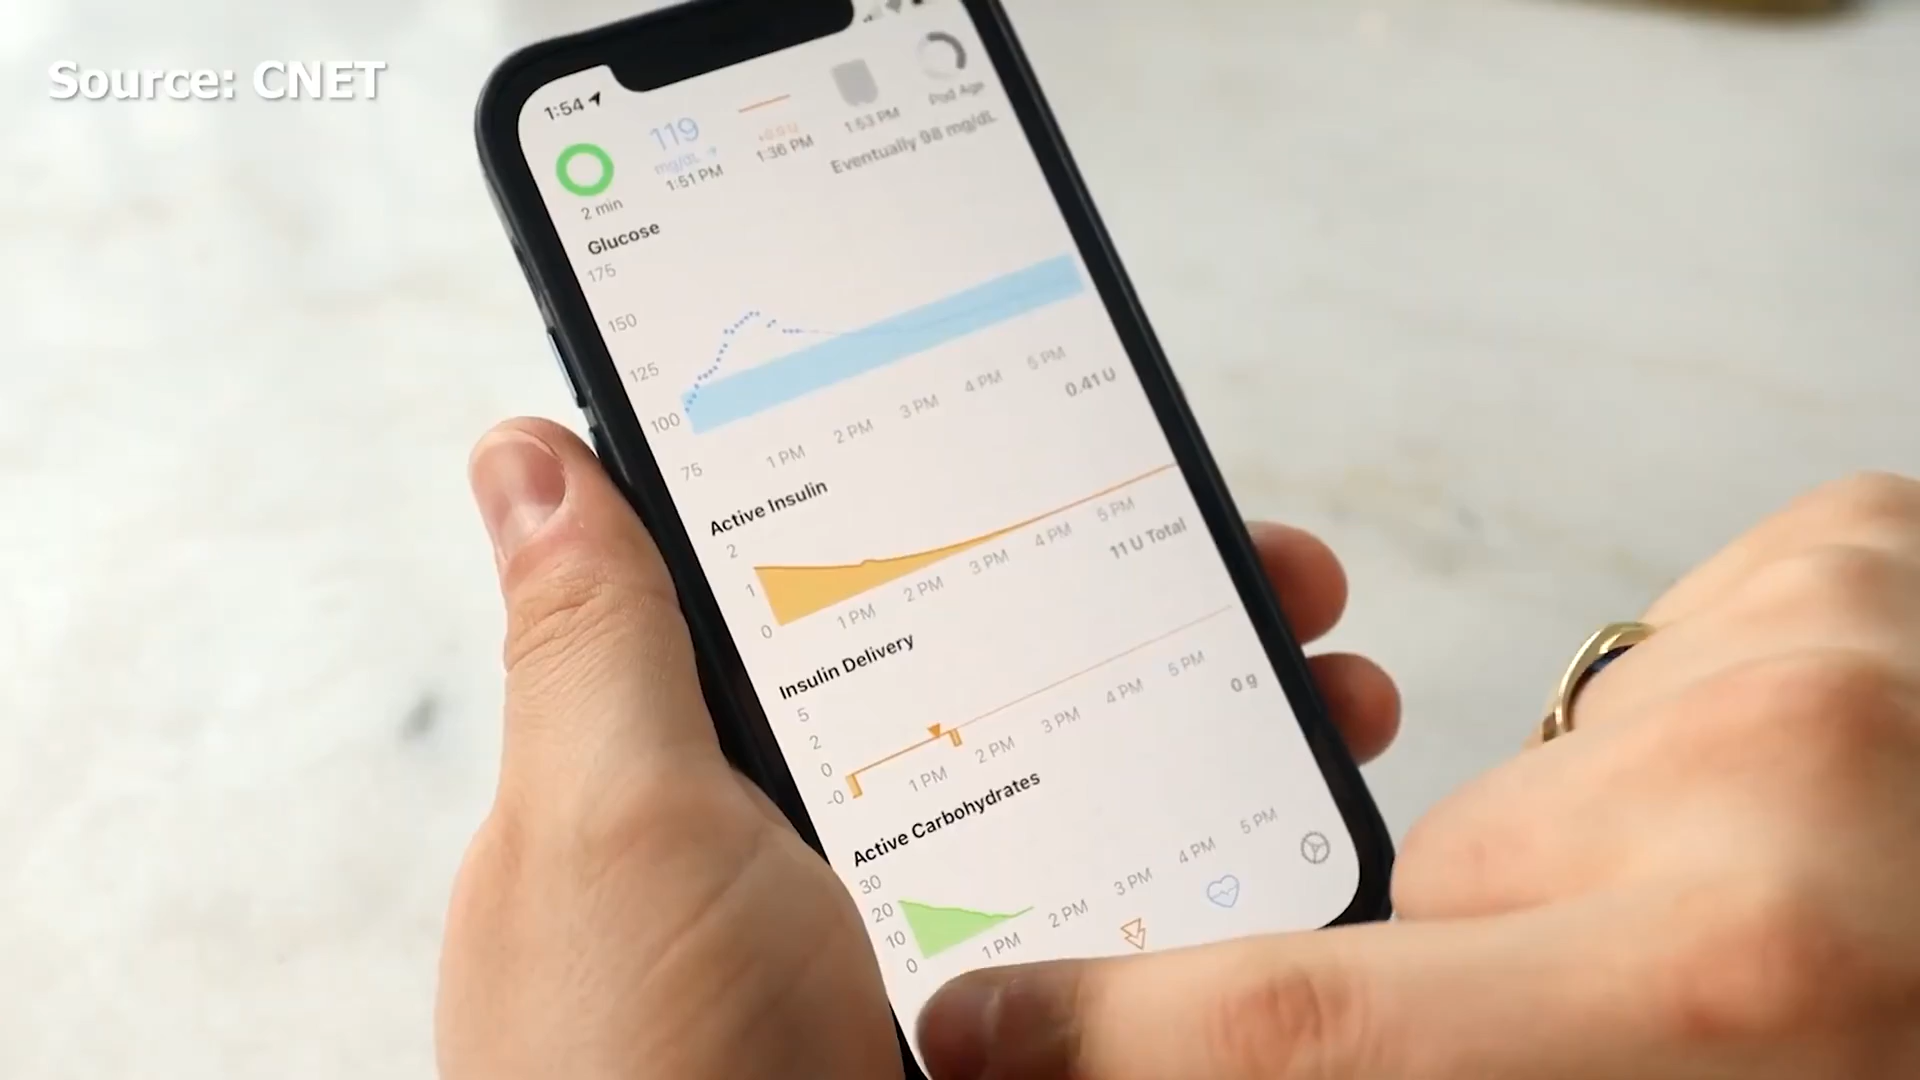 Source: CNET
1:54
119
mg/dL
1:51 PM
+0.0 U
1:36 PM
1:53 PM
Pod Age
2 min
Eventually 98 mg/dL
Glucose
175
150
125
100
75
1 PM 2 PM 3 PM 4 PM 5 PM
Active Insulin
0.41 U
2
1
0
1 PM 2 PM 3 PM 4 PM 5 PM
Insulin Delivery
11 U Total
5
2
0
-0
1 PM 2 PM 3 PM 4 PM 5 PM
Active Carbohydrates
0 g
30
20
10
0
1 PM 2 PM 3 PM 4 PM 5 PM